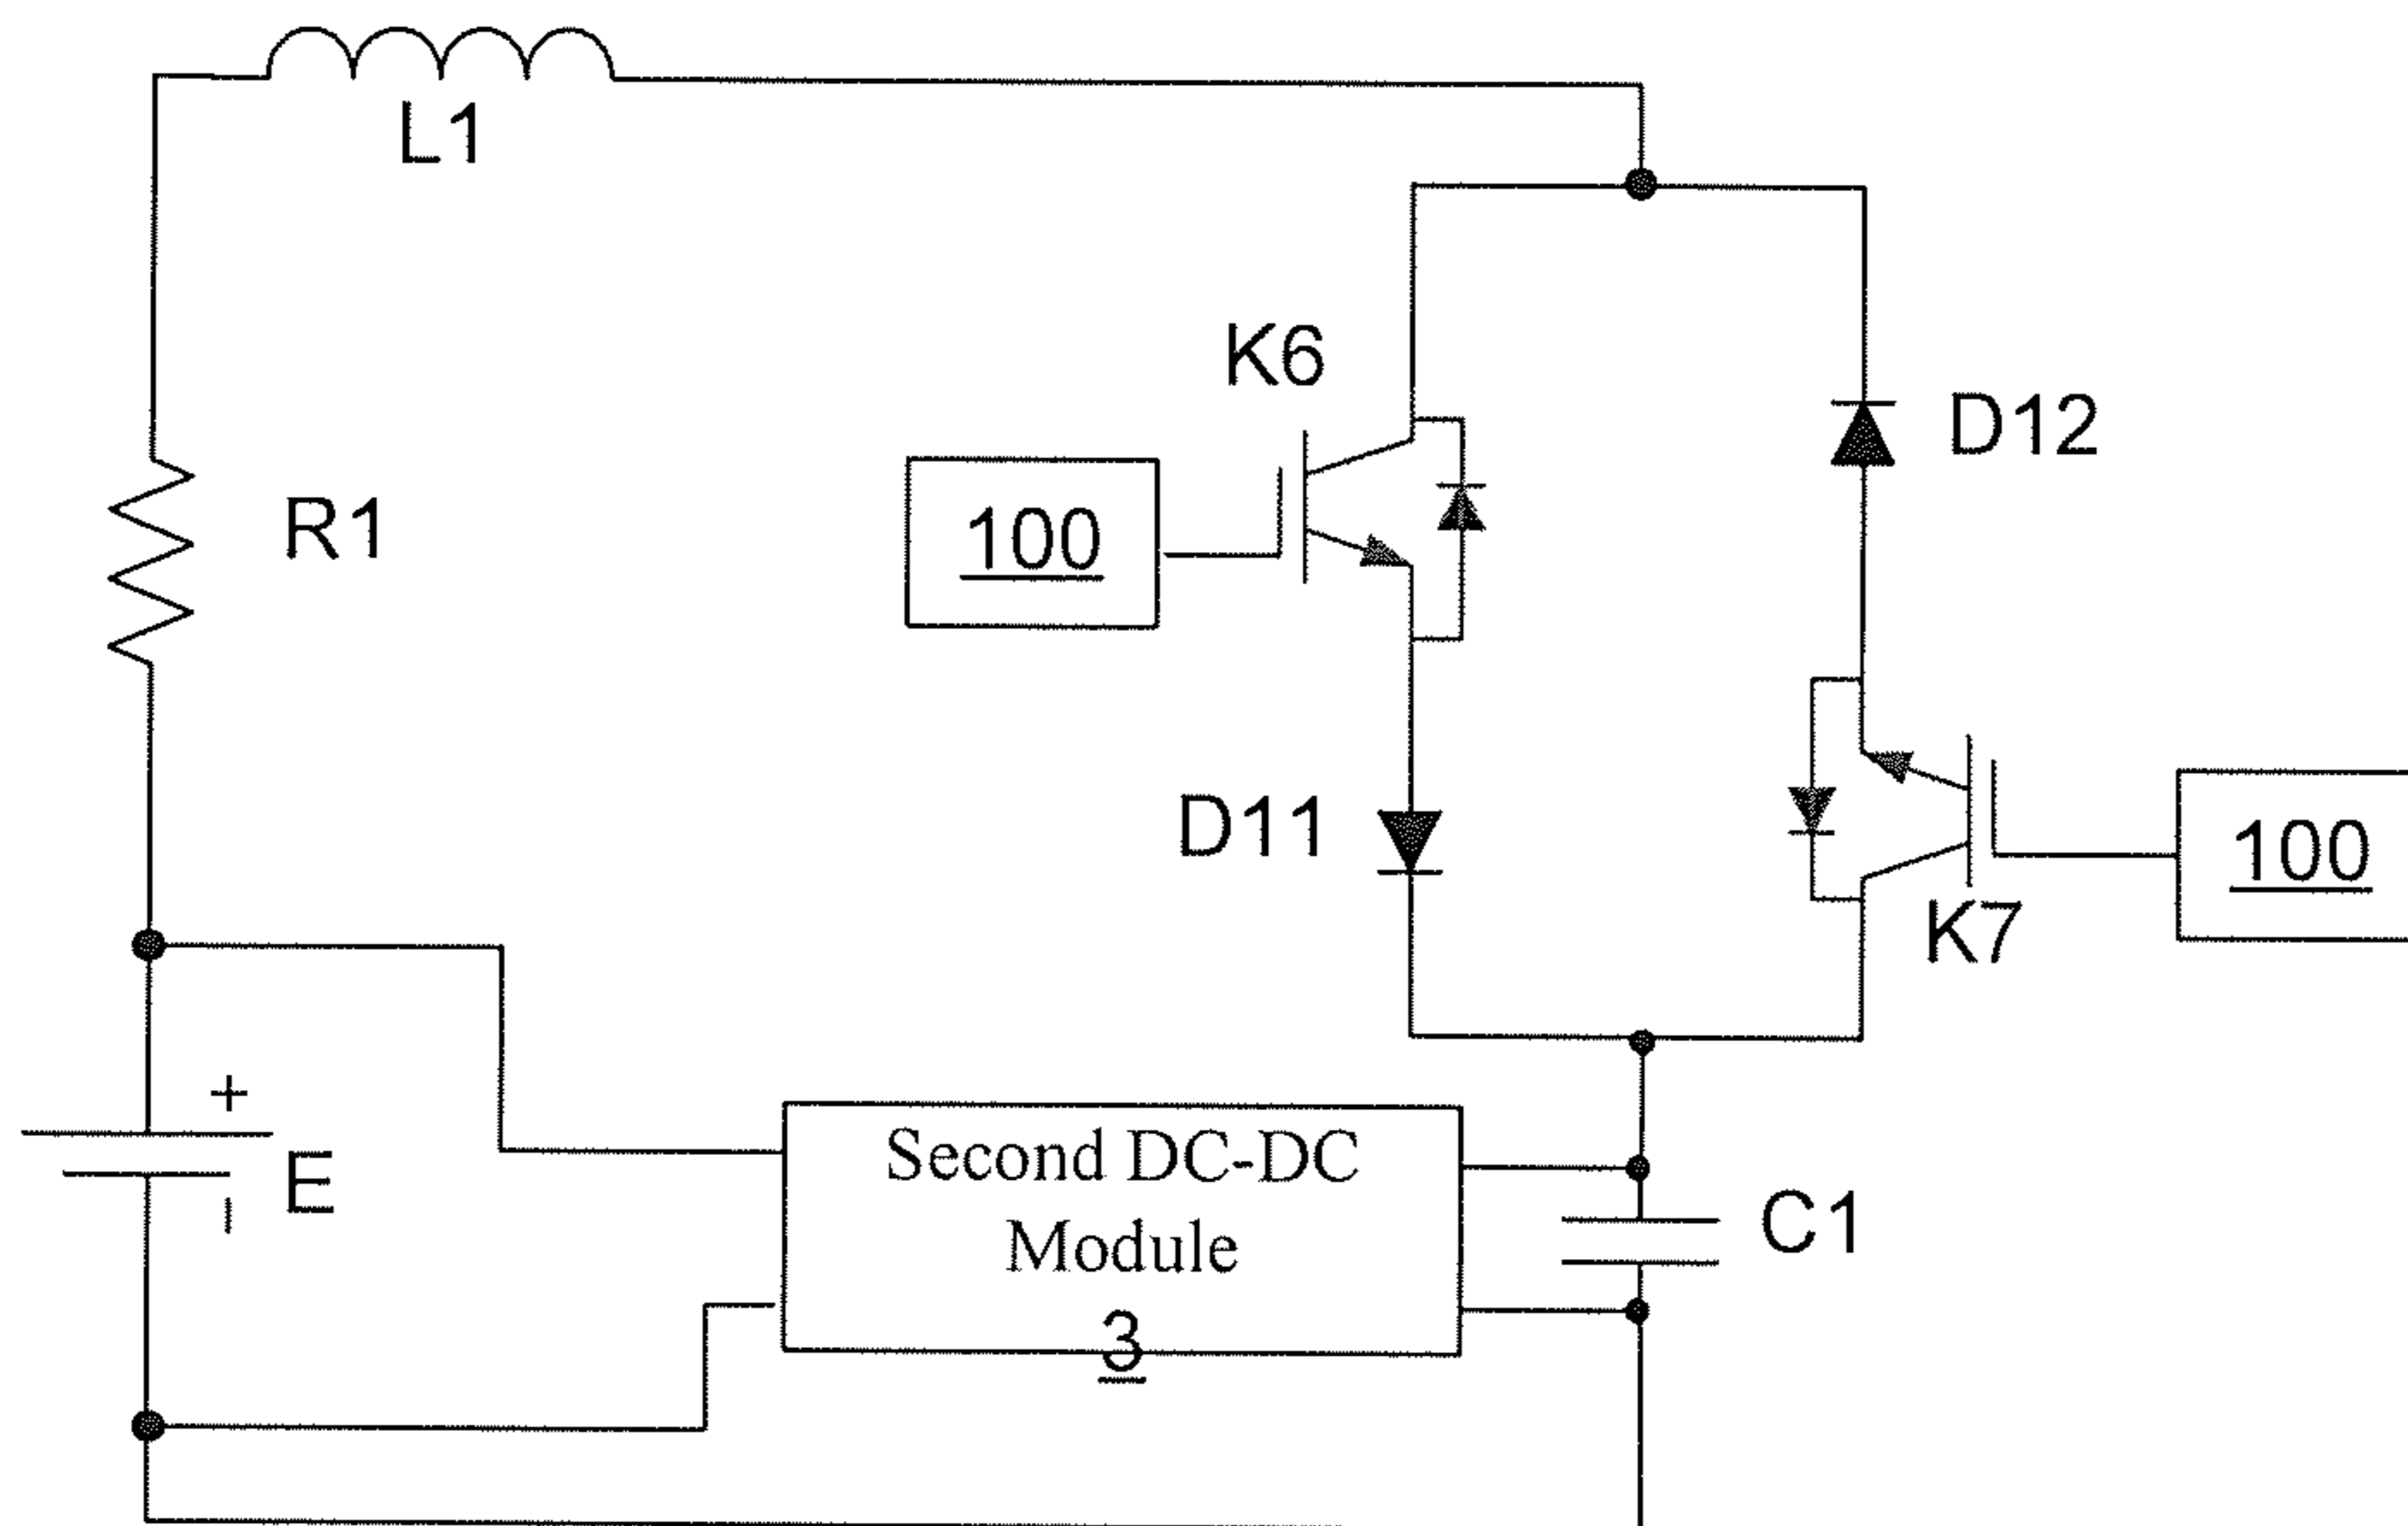 L1
K6
D12
R1
100
D11
100
K7
+
E
-
Second DC-DC
Module
3
C1